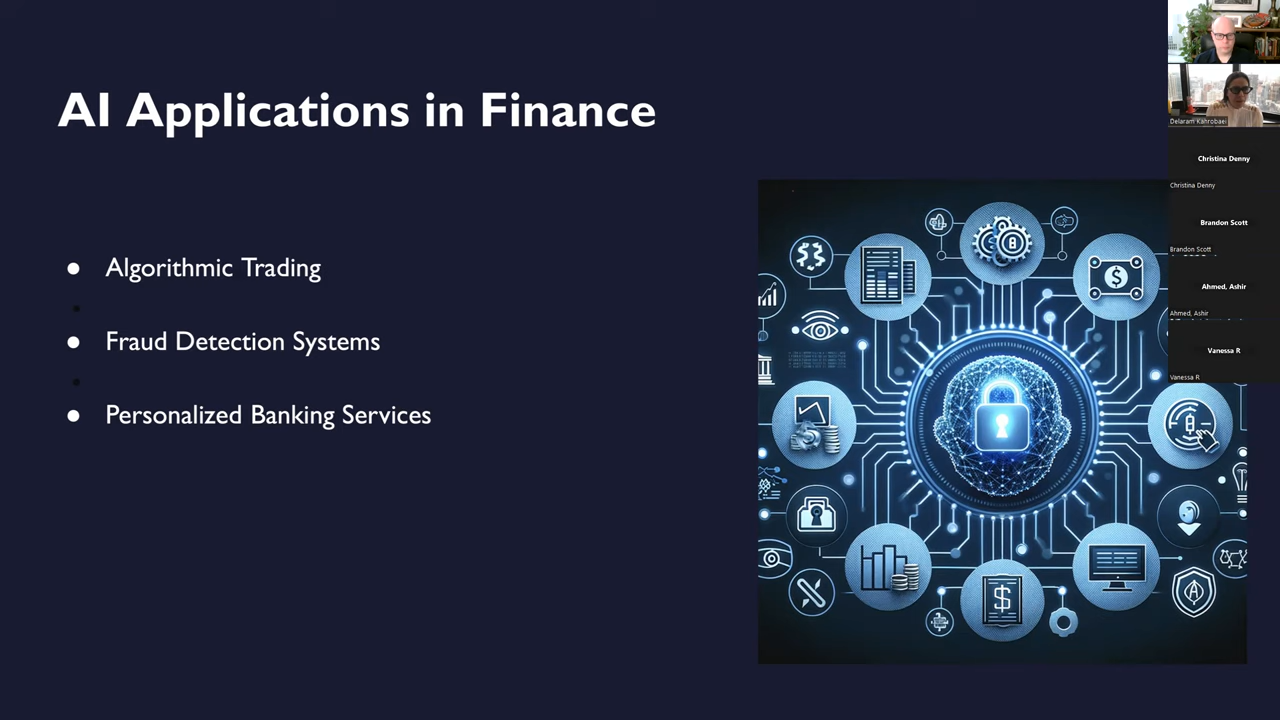 AI Applications in Finance
● Algorithmic Trading
● Fraud Detection Systems
● Personalized Banking Services
Delaram Kahrobaei
Christina Denny
Christina Denny
Brandon Scott
Brandon Scott
Ahmed, Ashir
Ahmed, Ashir
Vanessa R
Vanessa R